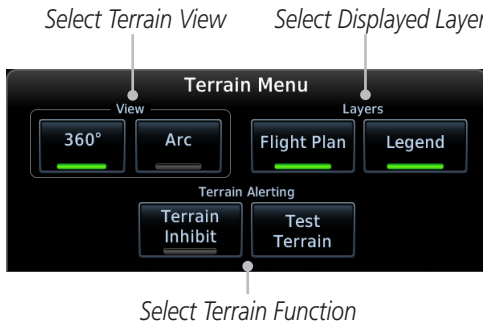 Select Terrain View
Select Displayed Layer
Terrain Menu
View
Layers
360°
Arc
Flight Plan
Legend
Terrain Alerting
Terrain
Inhibit
Test
Terrain
Select Terrain Function